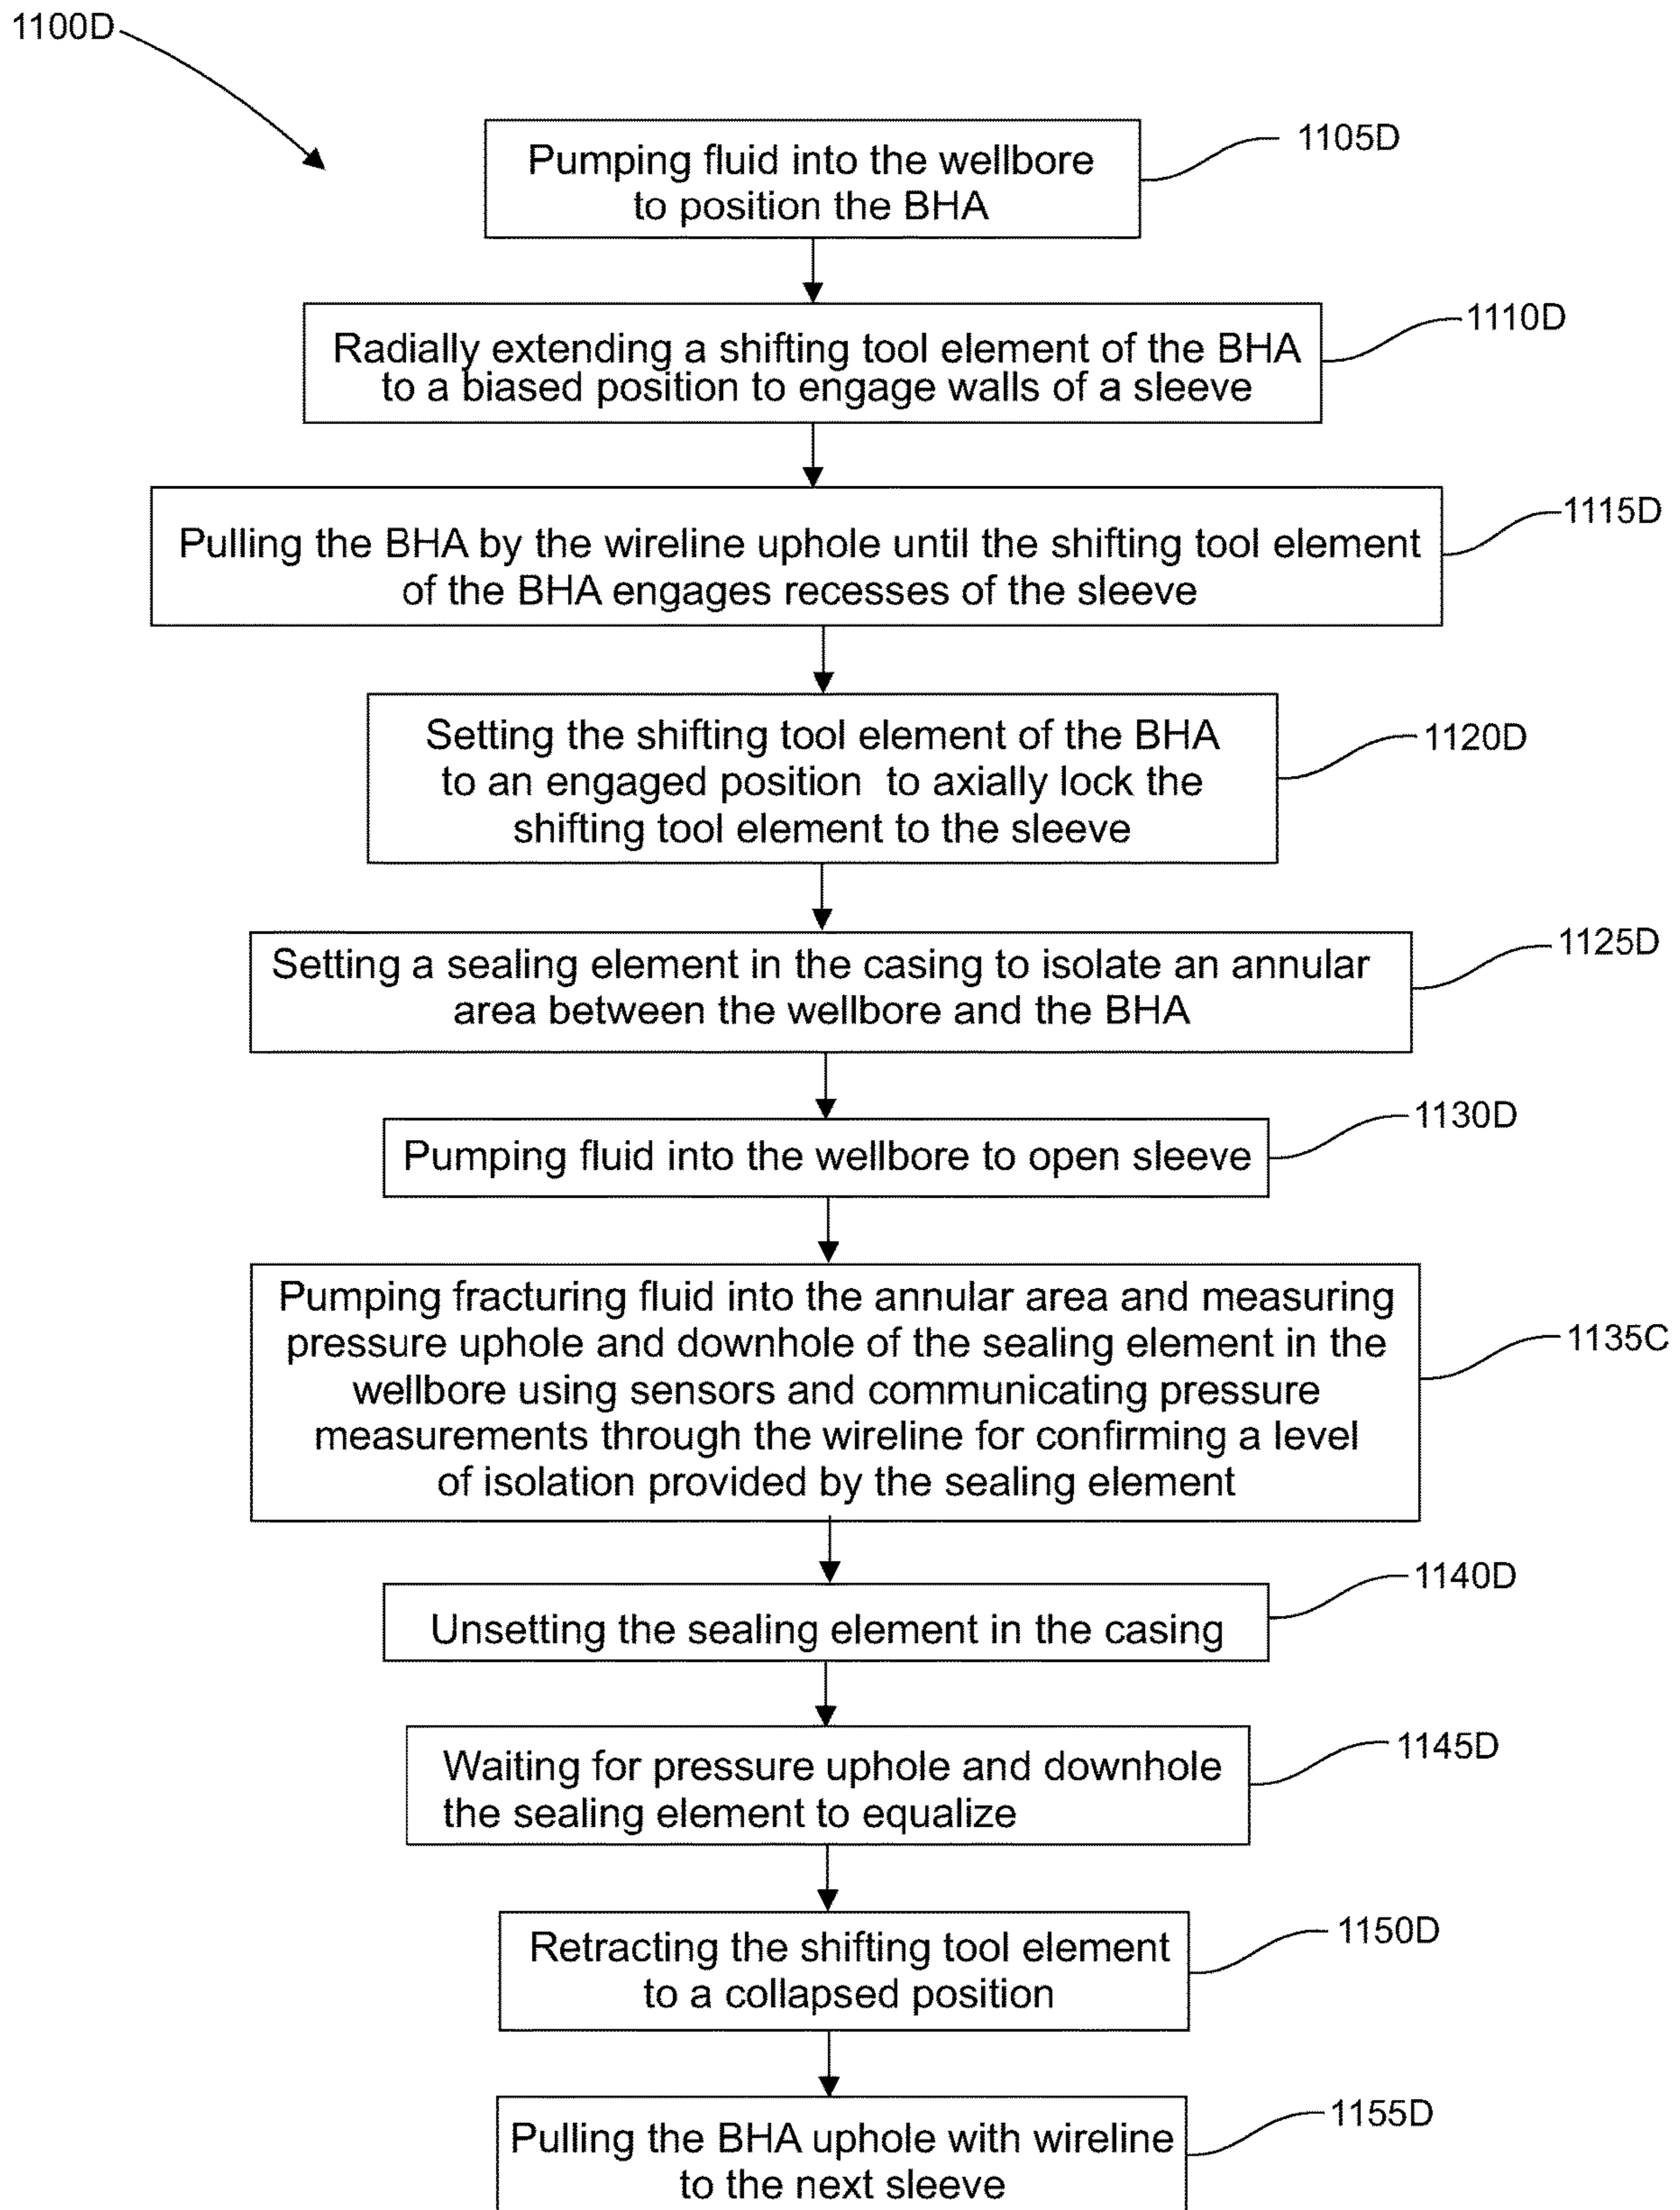 1100D
Pumping fluid into the wellbore
to position the BHA
1105D
Radially extending a shifting tool element of the BHA
to a biased position to engage walls of a sleeve
1110D
Pulling the BHA by the wireline uphole until the shifting tool element
of the BHA engages recesses of the sleeve
1115D
Setting the shifting tool element of the BHA
to an engaged position to axially lock the
shifting tool element to the sleeve
1120D
Setting a sealing element in the casing to isolate an annular
area between the wellbore and the BHA
1125D
Pumping fluid into the wellbore to open sleeve
1130D
Pumping fracturing fluid into the annular area and measuring
pressure uphole and downhole of the sealing element in the
wellbore using sensors and communicating pressure
measurements through the wireline for confirming a level
of isolation provided by the sealing element
1135C
Unsetting the sealing element in the casing
1140D
Waiting for pressure uphole and downhole
the sealing element to equalize
1145D
Retracting the shifting tool element
to a collapsed position
1150D
Pulling the BHA uphole with wireline
to the next sleeve
1155D